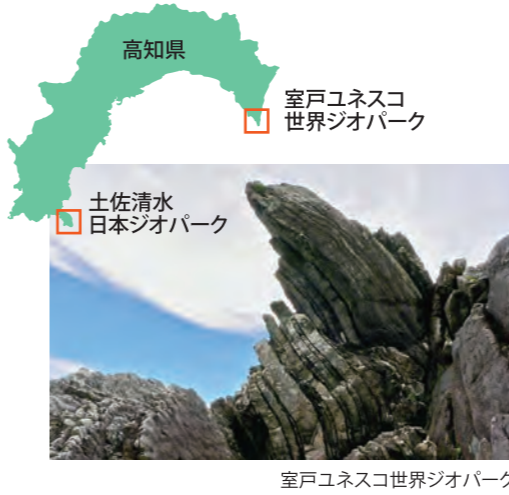 高知県
室戸ユネスコ
世界ジオパーク
土佐清水
日本ジオパーク
室戸ユネスコ世界ジオパーク